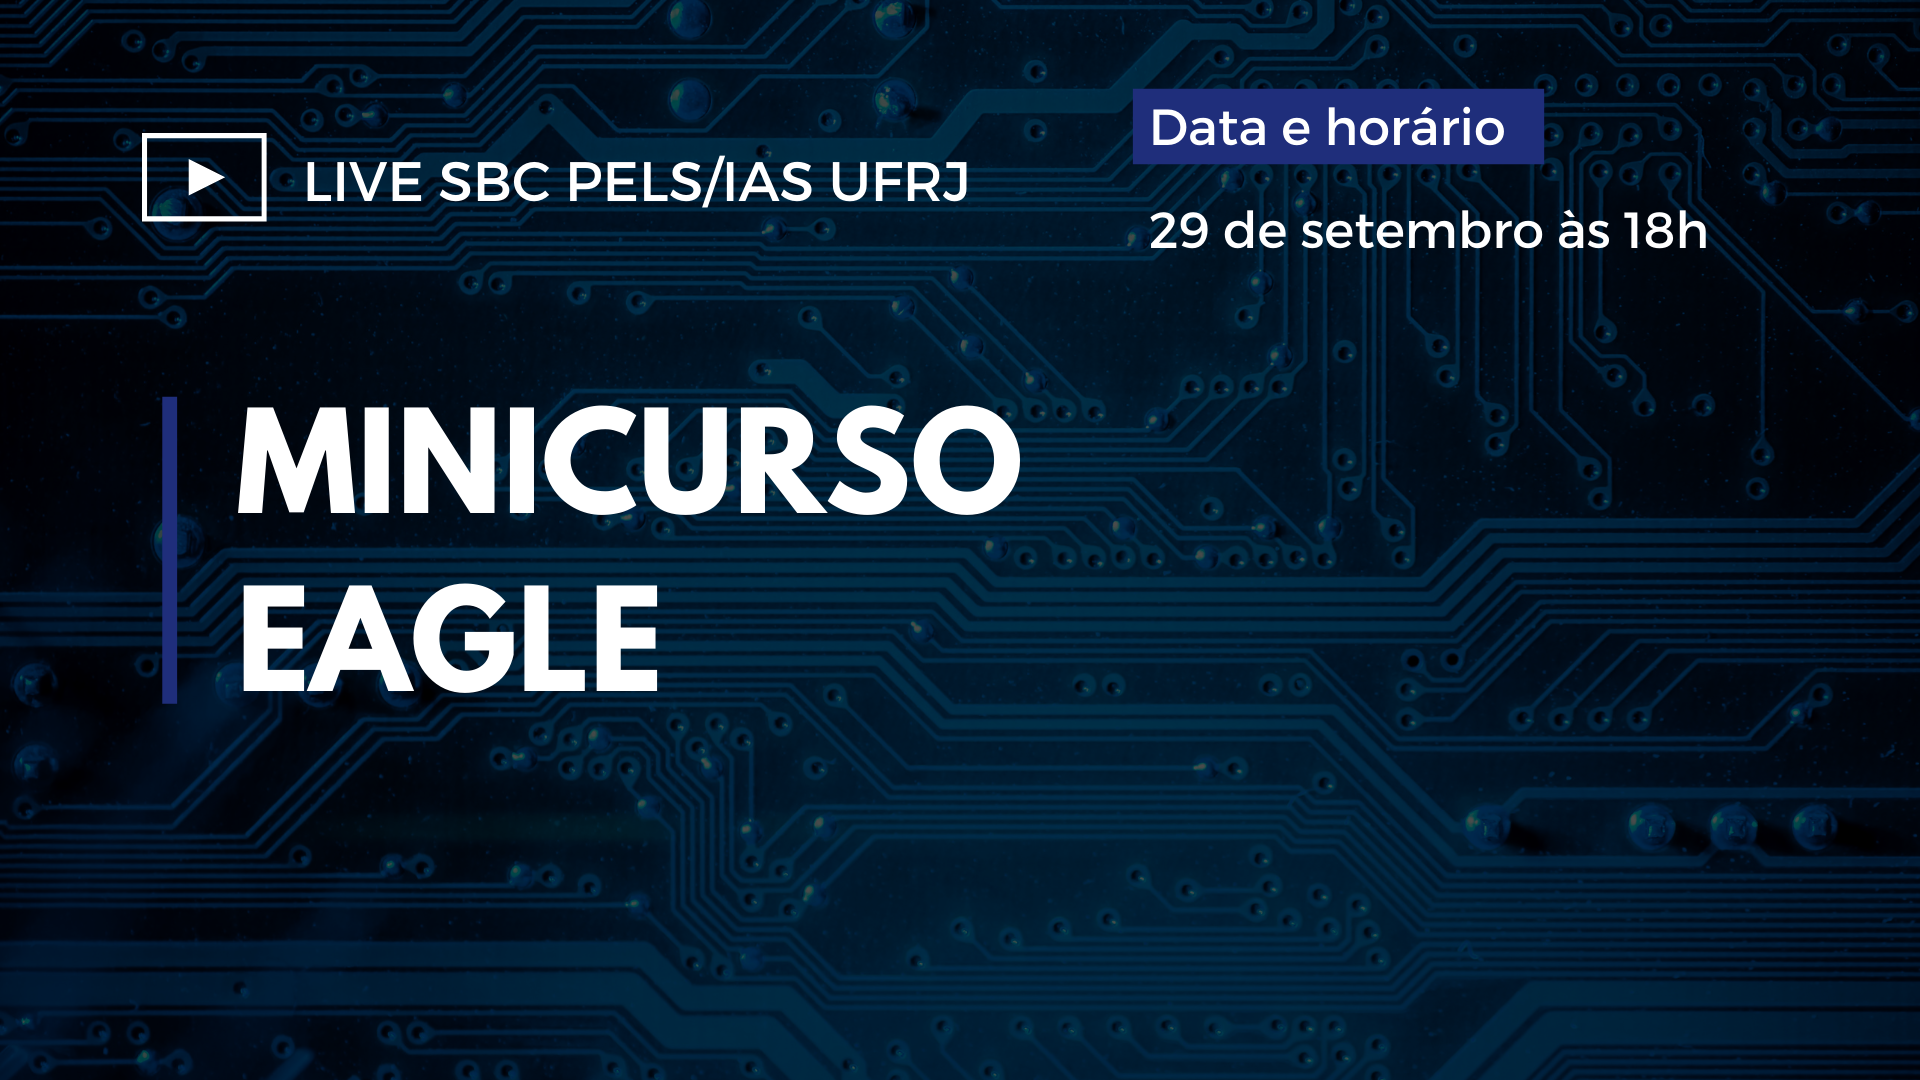 LIVE SBC PELS/IAS UFRJ
Data e horário
29 de setembro às 18h
MINICURSO
EAGLE